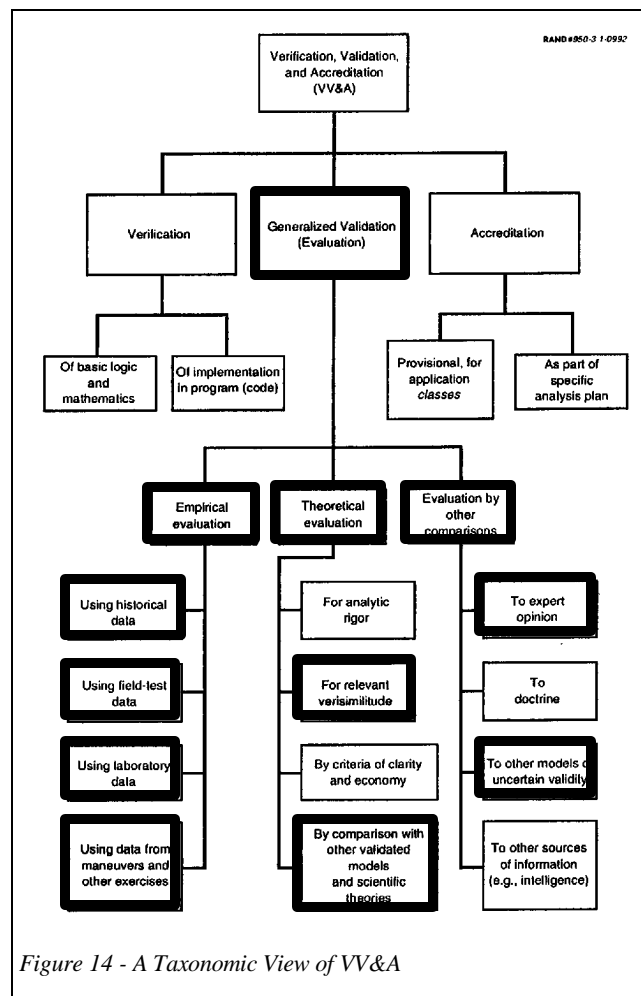 RAND#950-3 1-0992
Verification, Validation,
and Accreditation
(VV&A)
Verification
Generalized Validation
(Evaluation)
Accreditation
Of basic logic
and
mathematics
Of implementation
in program (code)
Provisional, for
application
classes
As part of
specific
analysis plan
Empirical
evaluation
Theoretical
evaluation
Evaluation by
other
comparisons
Using historical
data
For analytic
rigor
To expert
opinion
Using field-test
data
For relevant
verisimilitude
To
doctrine
Using laboratory
data
By criteria of clarity
and economy
To other models o
uncertain validity
Using data from
maneuvers and
other exercises
By comparison with
other validated
models
and scientific
theories
To other sources
of information
(e.g., intelligence)
Figure 14 - A Taxonomic View of VV&A